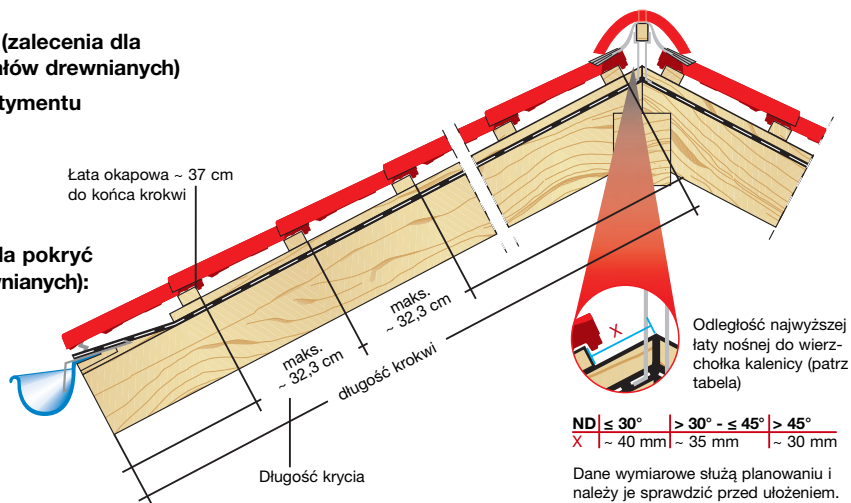 (zalecenia dla
ałów drewnianych)
tymentu
Łata okapowa ~ 37 cm
do końca krokwi
la pokryć
wnianych):
maks.
~ 32,3 cm
maks.
~ 32,3 cm
długość krokwi
Długość krycia
X
Odległość najwyższej
łaty nośnej do wierz-
chołka kalenicy (patrz
tabela)
ND ≤ 30° > 30° - ≤ 45° > 45°
X ~ 40 mm ~ 35 mm ~ 30 mm
Dane wymiarowe służą planowaniu i
należy je sprawdzić przed ułożeniem.